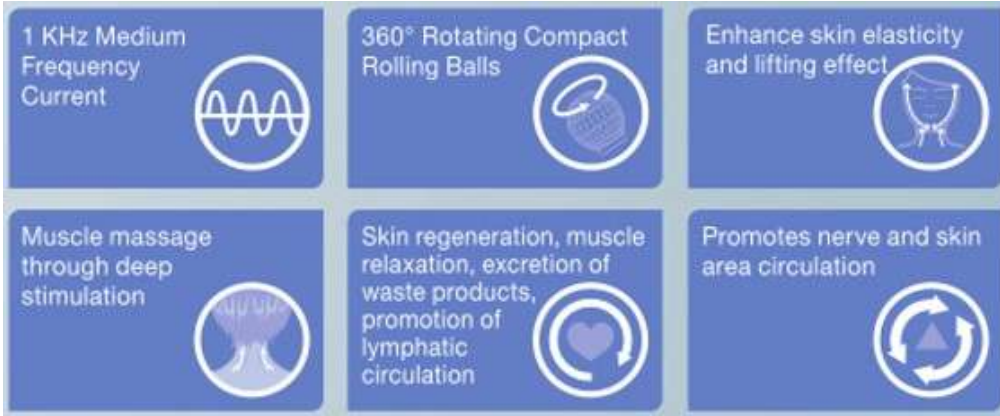 1 KHz Medium
Frequency
Current
360° Rotating Compact
Rolling Balls
Enhance skin elasticity
and lifting effect
Muscle massage
through deep
stimulation
Skin regeneration, muscle
relaxation, excretion of
waste products,
promotion of
lymphatic
circulation
Promotes nerve and skin
area circulation